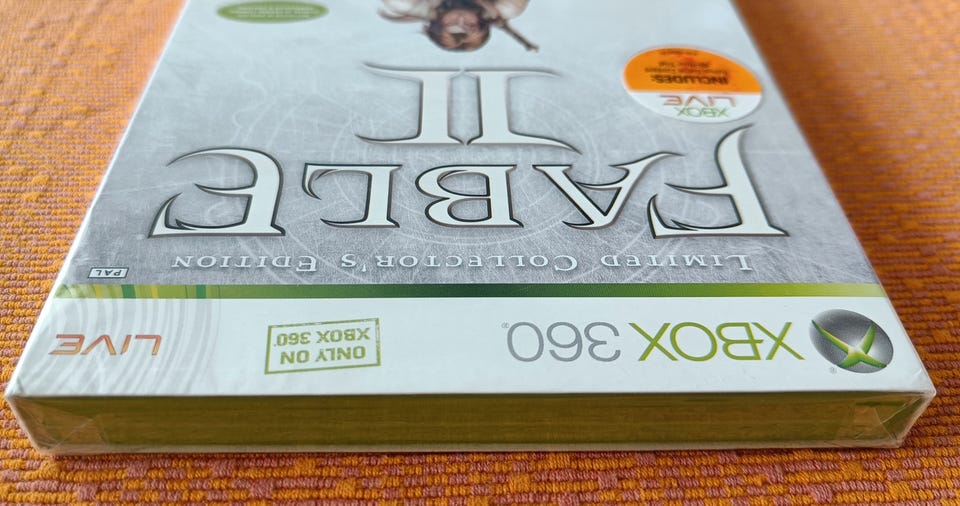 XBOX 360®
ONLY ON
XBOX 360®
LIVE
PAL
LIMITED COLLECTOR'S EDITION
FABLE
II
XBOX
LIVE
INCLUDES: